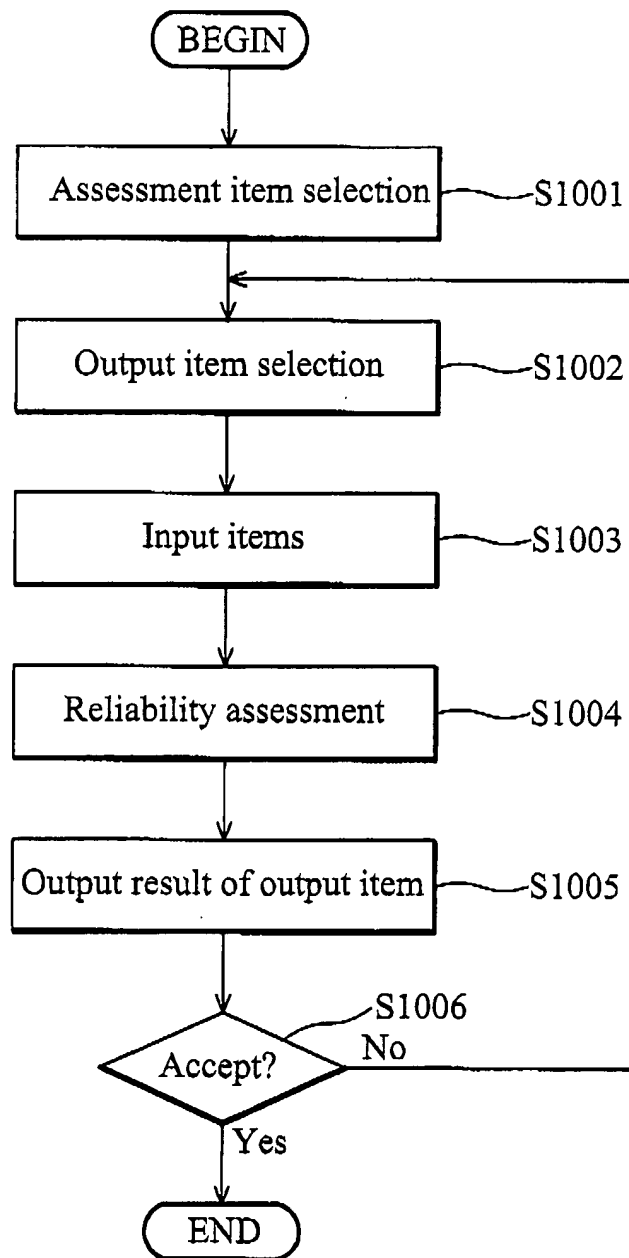 BEGIN
Assessment item selection
S1001
Output item selection
S1002
Input items
S1003
Reliability assessment
S1004
Output result of output item
S1005
S1006
Accept?
No
Yes
END